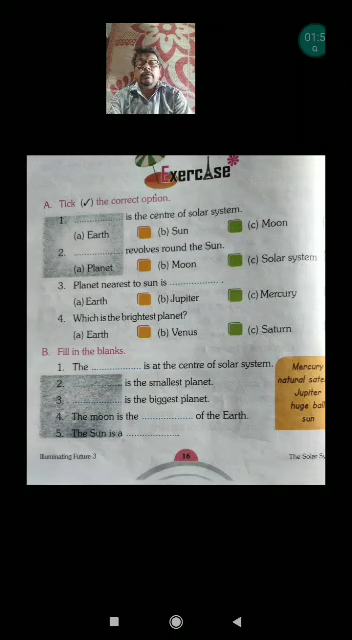 01:5
Exercise
A. Tick (✓) the correct option.
1. .................. is the centre of solar system.
(a) Earth (b) Sun (c) Moon
2. .................. revolves round the Sun.
(a) Planet (b) Moon (c) Solar system
3. Planet nearest to sun is .................. .
(a) Earth (b) Jupiter (c) Mercury
4. Which is the brightest planet?
(a) Earth (b) Venus (c) Saturn
B. Fill in the blanks.
1. The .................. is at the centre of solar system.
2. .................. is the smallest planet.
3. .................. is the biggest planet.
4. The moon is the .................. of the Earth.
5. The Sun is a ..................
Mercury
natural
Jupiter
huge
sun
Illuminating Future 3
16
The Solar